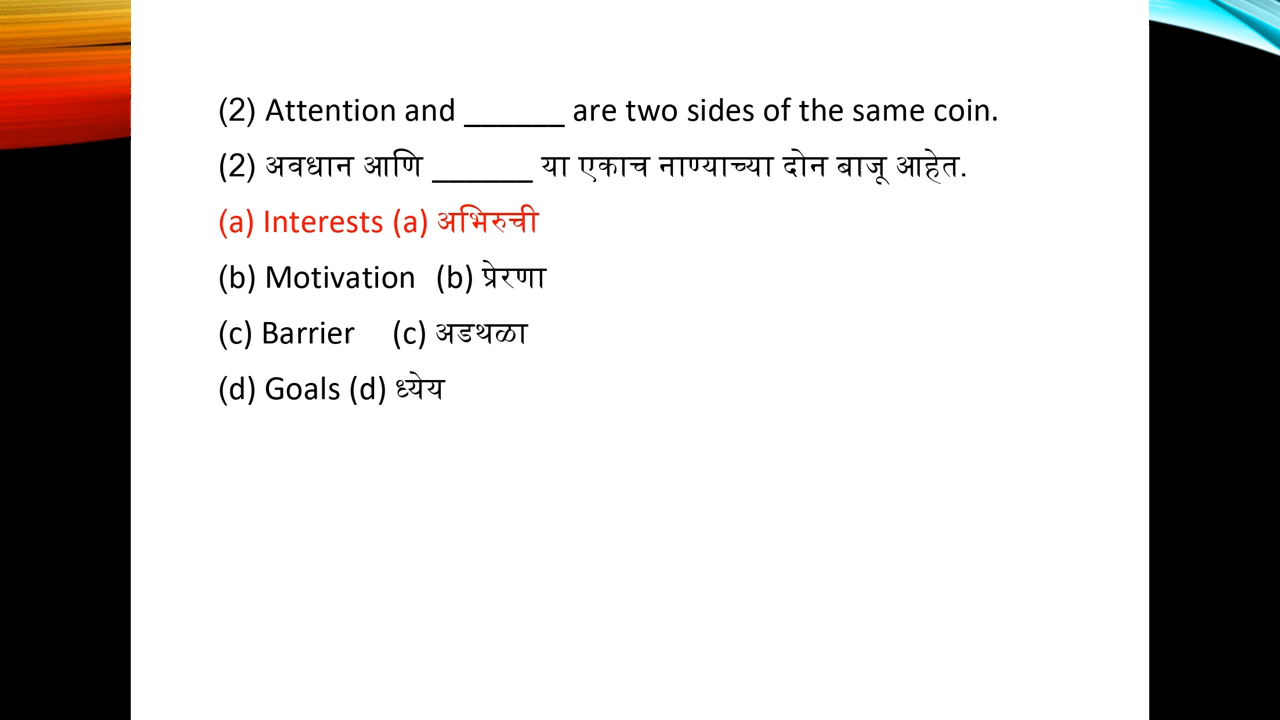 (2) Attention and ______ are two sides of the same coin.
(2) अवधान आणि ______ या एकाच नाण्याच्या दोन बाजू आहेत.
(a) Interests (a) अभिरुची
(b) Motivation (b) प्रेरणा
(c) Barrier (c) अडथळा
(d) Goals (d) ध्येय